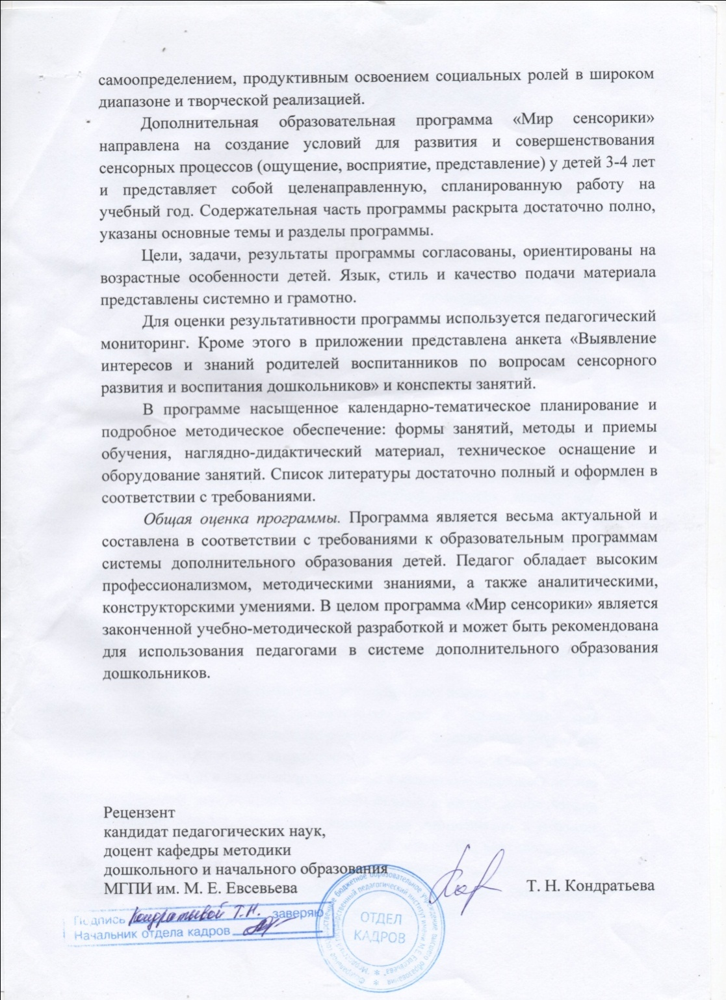 самоопределением, продуктивным освоением социальных ролей в широком
диапазоне и творческой реализацией.
Дополнительная образовательная программа «Мир сенсорики»
направлена на создание условий для развития и совершенствования
сенсорных процессов (ощущение, восприятие, представление) у детей 3-4 лет
и представляет собой целенаправленную, спланированную работу на
учебный год. Содержательная часть программы раскрыта достаточно полно,
указаны основные темы и разделы программы.
Цели, задачи, результаты программы согласованы, ориентированы на
возрастные особенности детей. Язык, стиль и качество подачи материала
представлены системно и грамотно.
Для оценки результативности программы используется педагогический
мониторинг. Кроме этого в приложении представлена анкета «Выявление
интересов и знаний родителей воспитанников по вопросам сенсорного
развития и воспитания дошкольников» и конспекты занятий.
В программе насыщенное календарно-тематическое планирование и
подробное методическое обеспечение: формы занятий, методы и приемы
обучения, наглядно-дидактический материал, техническое оснащение и
оборудование занятий. Список литературы достаточно полный и оформлен в
соответствии с требованиями.
Общая оценка программы. Программа является весьма актуальной и
составлена в соответствии с требованиями к образовательным программам
системы дополнительного образования детей. Педагог обладает высоким
профессионализмом, методическими знаниями, а также аналитическими,
конструкторскими умениями. В целом программа «Мир сенсорики» является
законченной учебно-методической разработкой и может быть рекомендована
для использования педагогами в системе дополнительного образования
дошкольников.
Рецензент
кандидат педагогических наук,
доцент кафедры методики
дошкольного и начального образования
МГПИ им. М. Е. Евсевьева Т. Н. Кондратьева
Подпись Кондратьевой Т.Н. заверяю
Начальник отдела кадров
ОТДЕЛ
КАДРОВ
бюджетное образовательное учреждение высшего образования
педагогический институт имени М.Е. Евсевьева